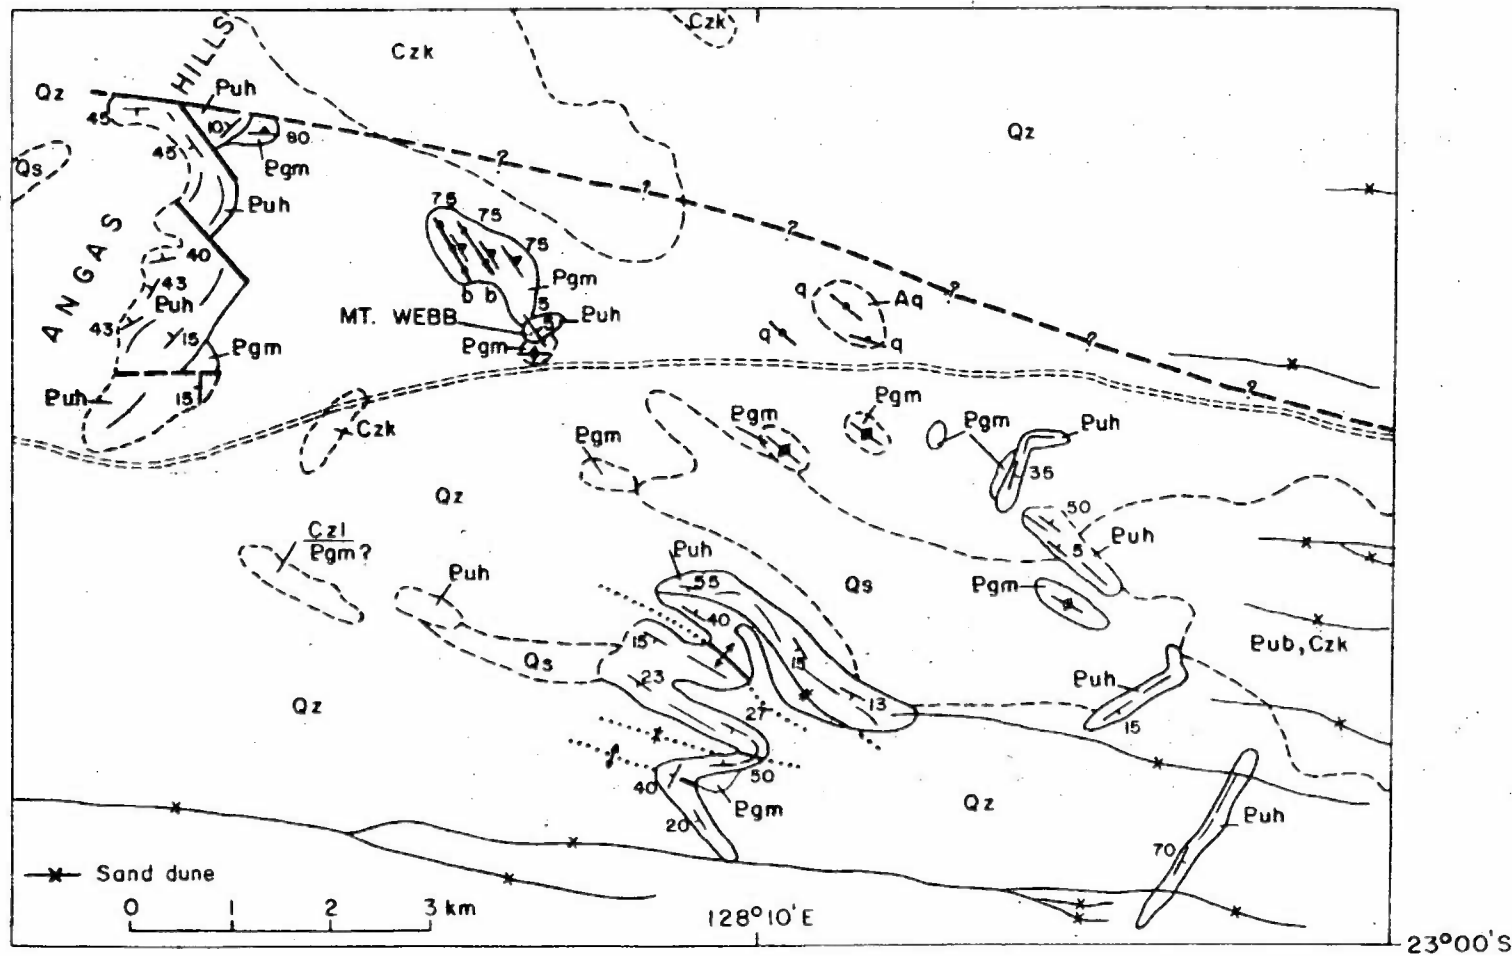 Czk
Czk
HILLS
Qz
Puh
Qz
45
10
80
45
Pgm
Qs
?
?
Puh
75
75
75
?
ANGAS
40
43
Puh
Pgm
b b
5
q
Aq
?
MT. WEBB
Puh
43
15
Pgm
Pgm
q
q
?
15
Puh
?
Czk
Pgm
Pgm
Pgm
Pgm
Puh
35
Qz
50
Czl
Pgm?
Puh
Puh
5
Puh
55
Qs
Pgm
40
15
Qs
15
Pub, Czk
23
Puh
Qz
27
13
15
40
50
Pgm
Qz
Puh
20
70
Sand dune
0 1 2 3 km
128°10'E
23°00'S